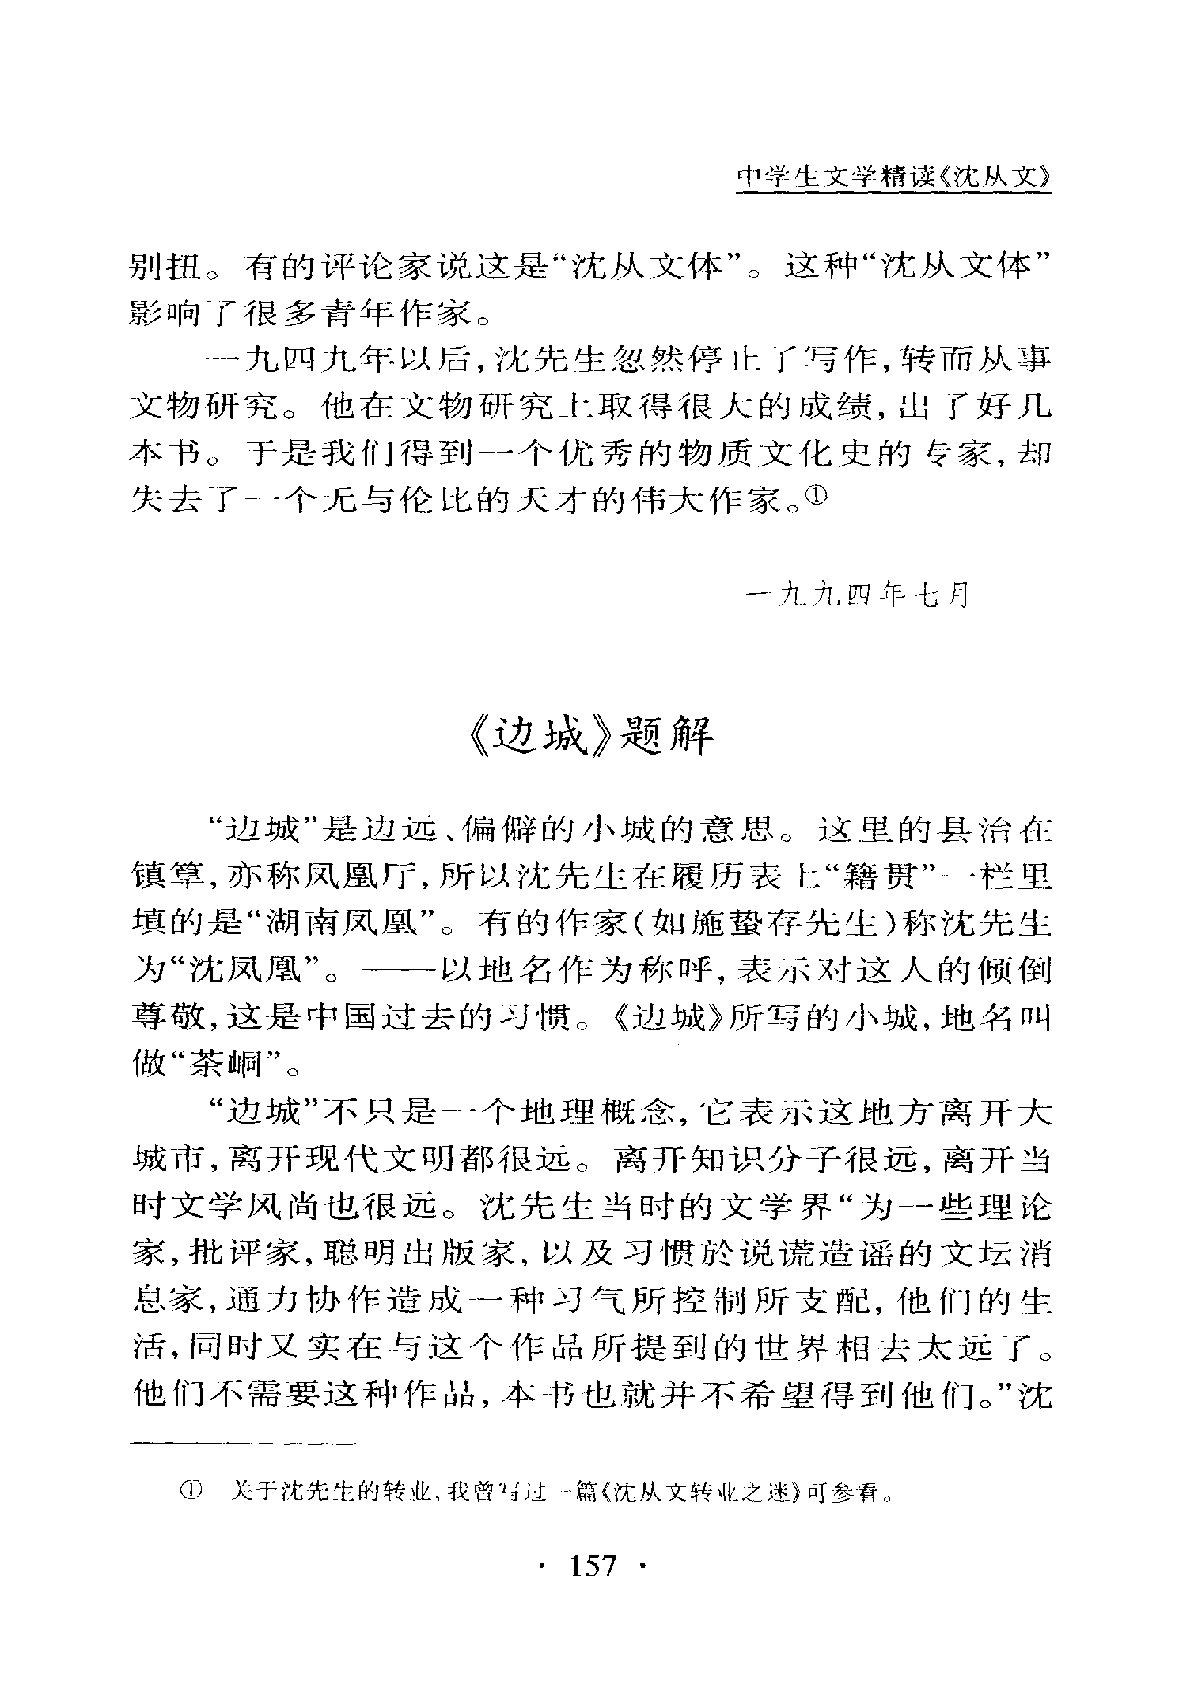 中学生文学精读《沈从文》
别扭。有的评论家说这是“沈从文体”。这种“沈从文体”
影响了很多青年作家。
一九四九年以后,沈先生忽然停止了写作,转而从事
文物研究。他在文物研究上取得很大的成绩,出了好几
本书。于是我们得到一个优秀的物质文化史的专家,却
失去了一个无与伦比的天才的伟大作家。①
一九九四年七月
《边城》题解
“边城”是边远、偏僻的小城的意思。这里的县治在
镇筸,亦称凤凰厅,所以沈先生在履历表上“籍贯”一栏里
填的是“湖南凤凰”。有的作家(如施蛰存先生)称沈先生
为“沈凤凰”。——以地名作为称呼,表示对这人的倾倒
尊敬,这是中国过去的习惯。《边城》所写的小城,地名叫
做“茶峒”。
“边城”不只是一个地理概念,它表示这地方离开大
城市,离开现代文明都很远。离开知识分子很远,离开当
时文学风尚也很远。沈先生当时的文学界“为一些理论
家,批评家,聪明出版家,以及习惯於说谎造谣的文坛消
息家,通力协作造成一种习气所控制所支配,他们的生
活,同时又实在与这个作品所提到的世界相去太远了。
他们不需要这种作品,本书也就并不希望得到他们。”沈
① 关于沈先生的转业,我曾写过一篇《沈从文转业之迷》可参看。
· 157 ·